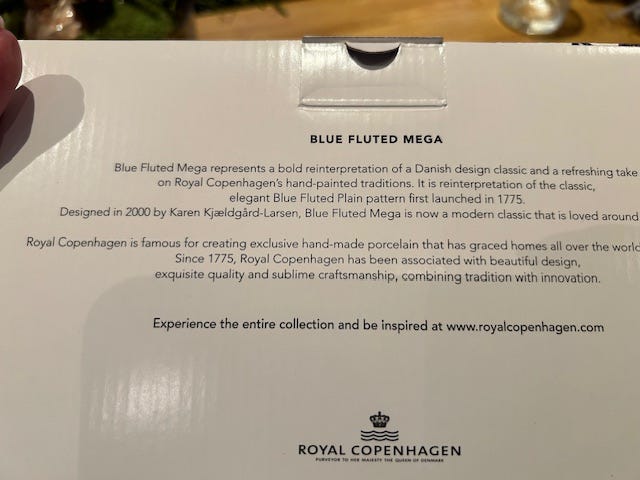 BLUE FLUTED MEGA
Blue Fluted Mega represents a bold reinterpretation of a Danish design classic and a refreshing take
on Royal Copenhagen's hand-painted traditions. It is reinterpretation of the classic,
elegant Blue Fluted Plain pattern first launched in 1775.
Designed in 2000 by Karen Kjældgård-Larsen, Blue Fluted Mega is now a modern classic that is loved around
Royal Copenhagen is famous for creating exclusive hand-made porcelain that has graced homes all over the world
Since 1775, Royal Copenhagen has been associated with beautiful design,
exquisite quality and sublime craftsmanship, combining tradition with innovation.
Experience the entire collection and be inspired at www.royalcopenhagen.com
ROYAL COPENHAGEN
PURVEYOR TO HER MAJESTY THE QUEEN OF DENMARK